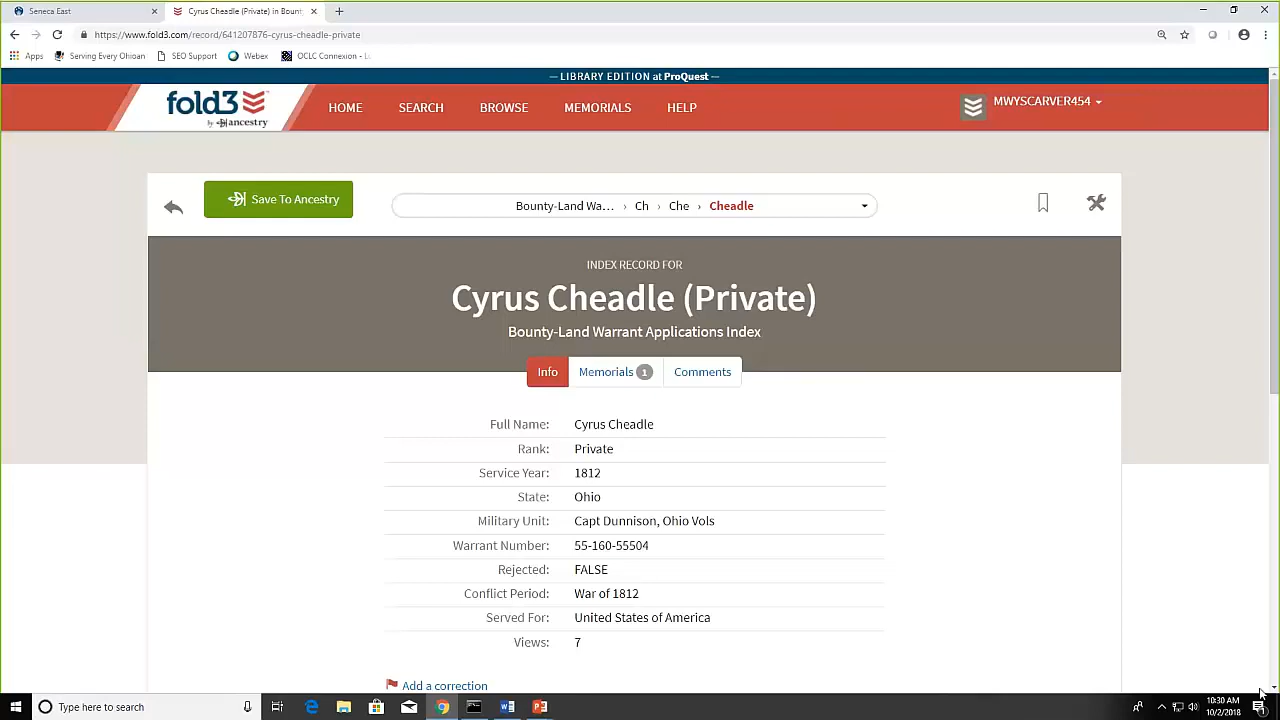 Seneca East
Cyrus Cheadle (Private) in Bount
https://www.fold3.com/record/641207876-cyrus-cheadle-private
Apps Serving Every Ohioan SEO Support Webex OCLC Connexion - L
— LIBRARY EDITION at ProQuest —
fold3
by ancestry
HOME SEARCH BROWSE MEMORIALS HELP
MWYSCARVER454
Save To Ancestry
Bounty-Land Wa... › Ch › Che › Cheadle
INDEX RECORD FOR
Cyrus Cheadle (Private)
Bounty-Land Warrant Applications Index
Info Memorials 1 Comments
Full Name: Cyrus Cheadle
Rank: Private
Service Year: 1812
State: Ohio
Military Unit: Capt Dunnison, Ohio Vols
Warrant Number: 55-160-55504
Rejected: FALSE
Conflict Period: War of 1812
Served For: United States of America
Views: 7
Add a correction
Type here to search
10:30 AM
10/2/2018